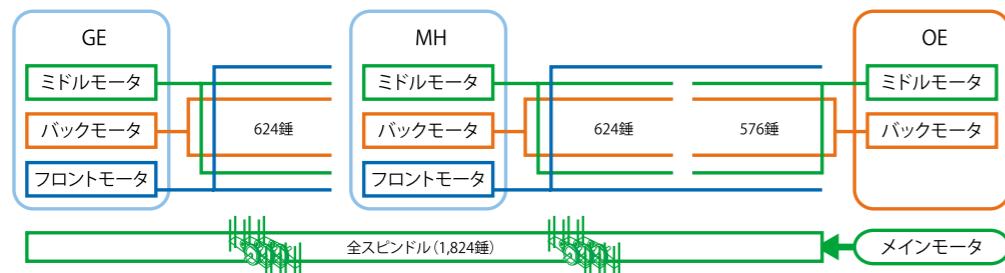 GE
MH
OE
ミドルモータ
ミドルモータ
ミドルモータ
バックモータ
624錘
バックモータ
624錘
576錘
バックモータ
フロントモータ
フロントモータ
全スピンドル(1,824錘)
メインモータ